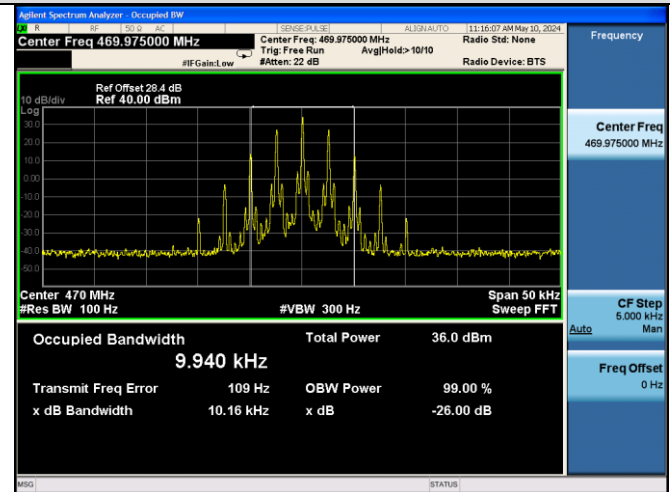 Agilent Spectrum Analyzer - Occupied BW
R RF 50 Ω AC SENSE:PULSE ALIGNAUTO 11:16:07 AM May 10, 2024
Center Freq 469.975000 MHz Center Freq: 469.975000 MHz Radio Std: None
Trig: Free Run Avg|Hold:> 10/10
#IFGain:Low #Atten: 22 dB Radio Device: BTS
Ref Offset 28.4 dB
10 dB/div Ref 40.00 dBm
Log
30.0
20.0
10.0
0.00
-10.0
-20.0
-30.0
-40.0
-50.0
Center 470 MHz Span 50 kHz
#Res BW 100 Hz #VBW 300 Hz Sweep FFT
Occupied Bandwidth Total Power 36.0 dBm
9.940 kHz
Transmit Freq Error 109 Hz OBW Power 99.00 %
x dB Bandwidth 10.16 kHz x dB -26.00 dB
MSG STATUS
Frequency
Center Freq
469.975000 MHz
CF Step
5.000 kHz
Auto Man
Freq Offset
0 Hz